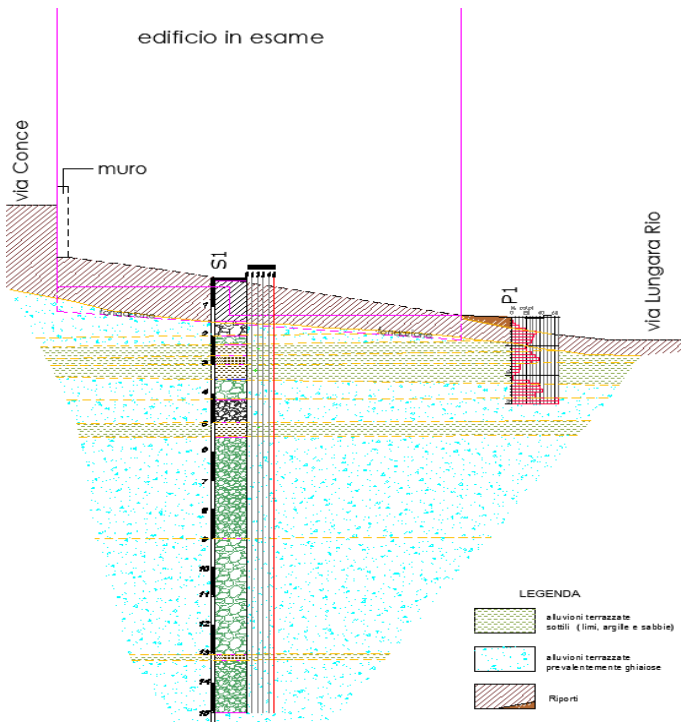 edificio in esame
via Conce
muro
S1
P1
via Lungara Rio
fondazione
fondazione
1
2
3
4
5
6
7
8
9
10
11
12
13
14
15
LEGENDA
alluvioni terrazzate
sottili (limi, argille e sabbie)
alluvioni terrazzate
prevalentemente ghiaiose
Riporti